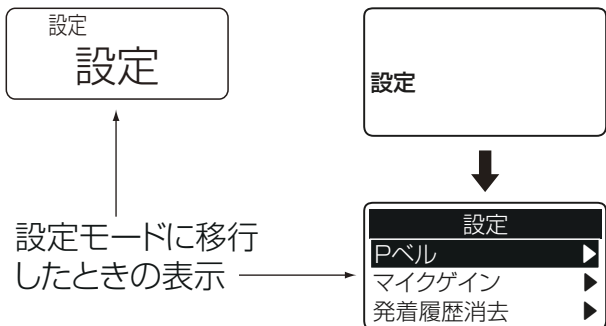 設定
設定
設定
設定モードに移行
したときの表示
設定
Pベル
マイクゲイン
発着履歴消去